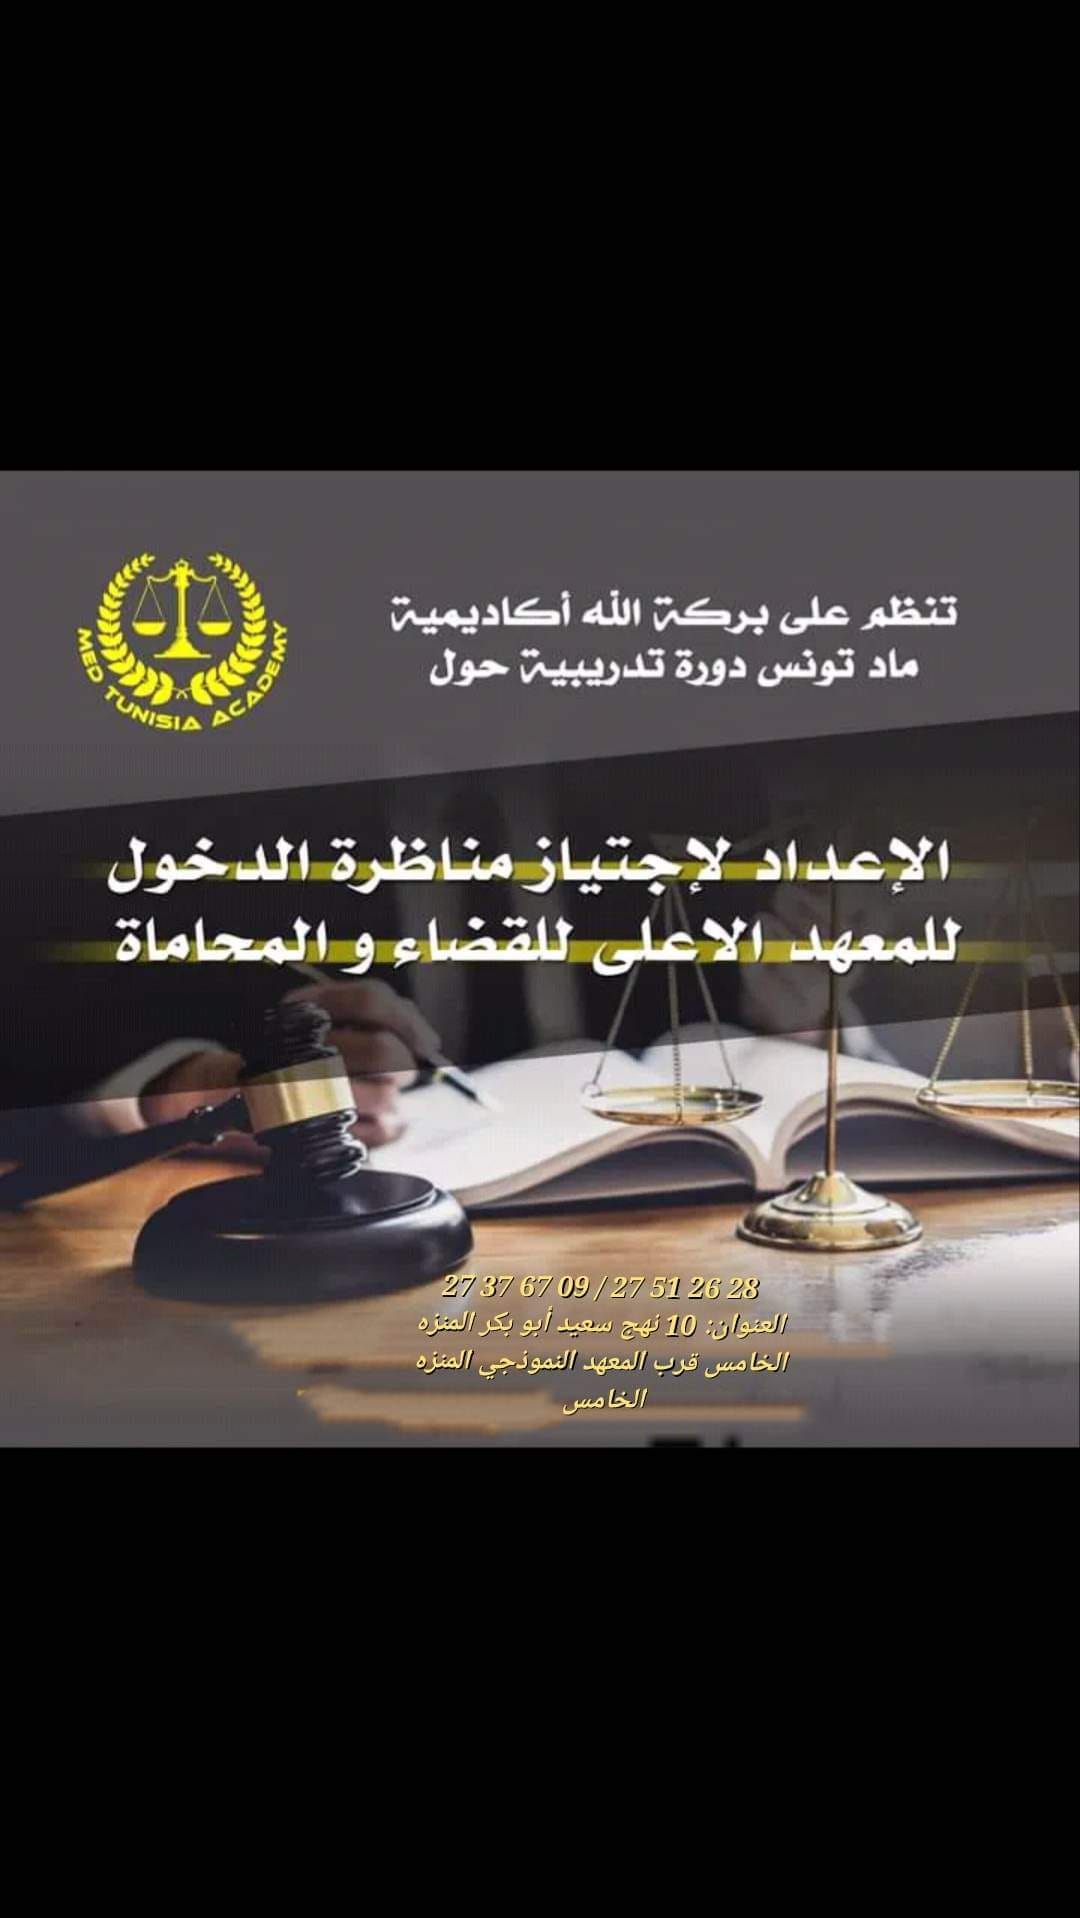 MED TUNISIA ACADEMY
تنظم على بركة الله أكاديمية
ماد تونس دورة تدريبية حول
الإعداد لإجتياز مناظرة الدخول
للمعهد الاعلى للقضاء و المحاماة
27 37 67 09 / 27 51 26 28
العنوان: 10 نهج سعيد أبو بكر المنزه
الخامس قرب المعهد النموذجي المنزه
الخامس